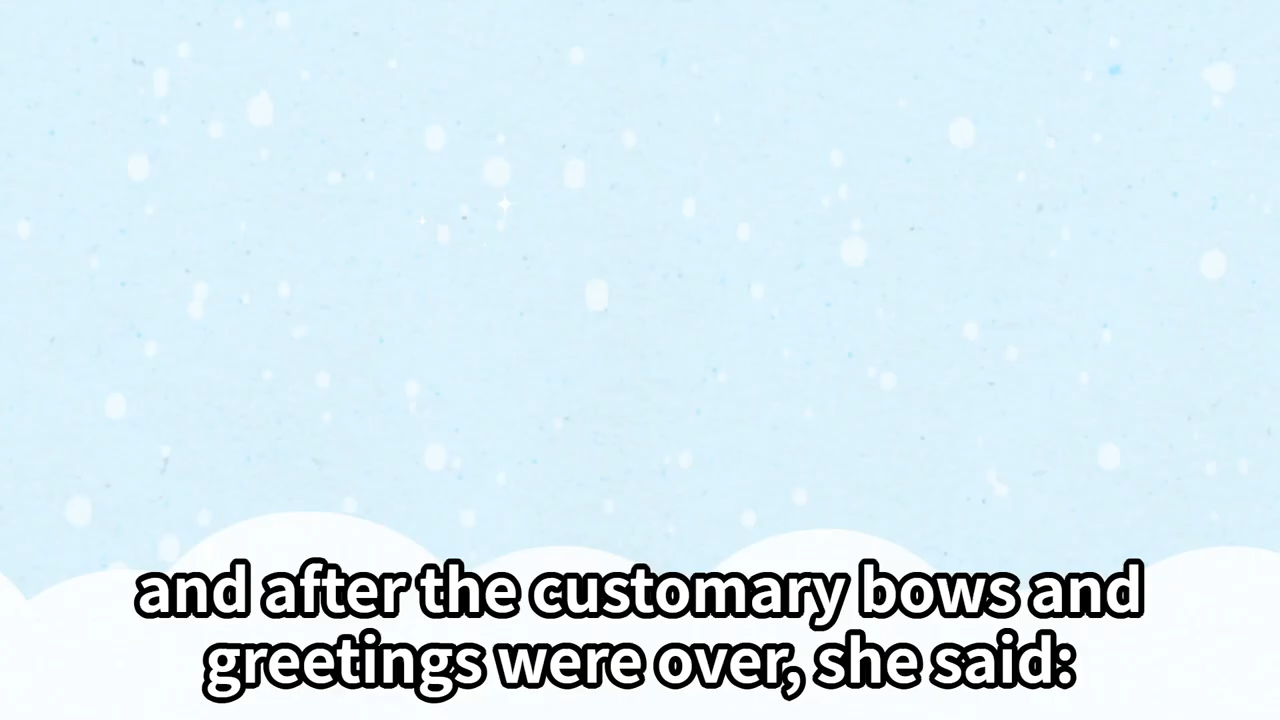 and after the customary bows and
greetings were over, she said: